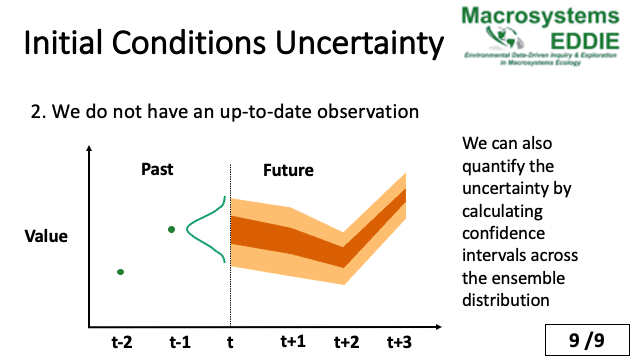 Initial Conditions Uncertainty
Macrosystems
EDDIE
Environmental Data-Driven Inquiry & Exploration
in Macrosystems Ecology
2. We do not have an up-to-date observation
Past
Future
Value
t-2
t-1
t
t+1
t+2
t+3
We can also
quantify the
uncertainty by
calculating
confidence
intervals across
the ensemble
distribution
9 /9